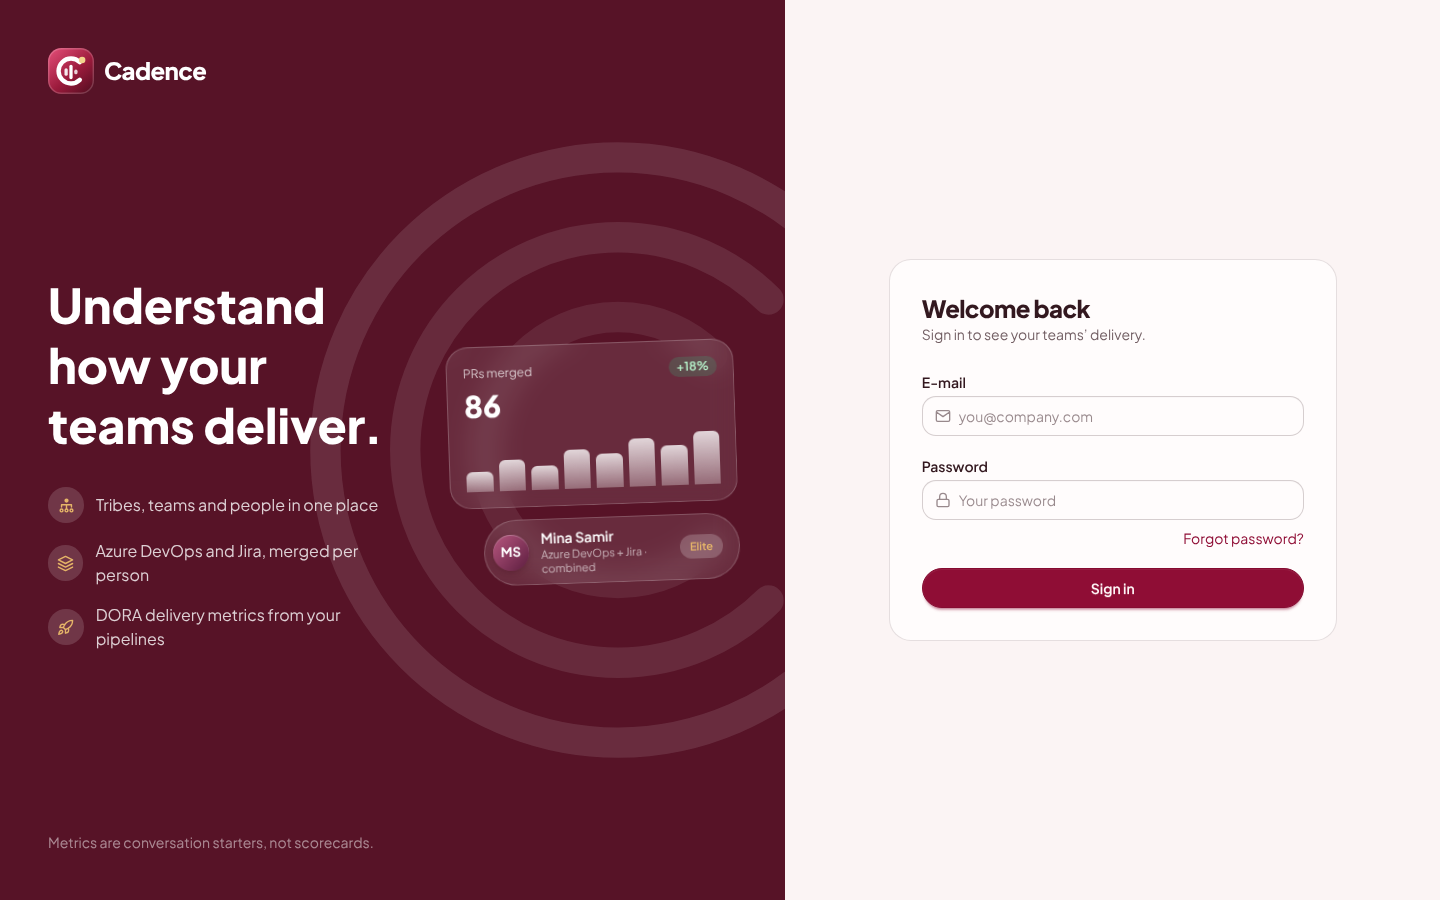 Cadence
Understand
how your
teams deliver.
Tribes, teams and people in one place
Azure DevOps and Jira, merged per
person
DORA delivery metrics from your
pipelines
PRs merged
+18%
86
MS
Mina Samir
Azure DevOps + Jira ·
combined
Elite
Metrics are conversation starters, not scorecards.
Welcome back
Sign in to see your teams’ delivery.
E-mail
you@company.com
Password
Your password
Forgot password?
Sign in